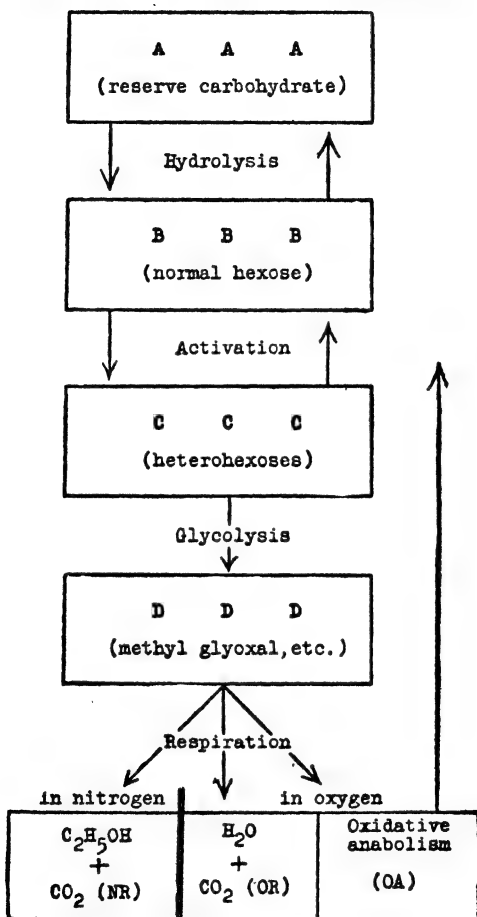 A A A
(reserve carbohydrate)
Hydrolysis
B B B
(normal hexose)
Activation
C C C
(heterohexoses)
Glycolysis
D D D
(methyl glyoxal,etc.)
Respiration
in nitrogen
in oxygen
C₂H₅OH
+
CO₂ (NR)
H₂O
+
CO₂ (OR)
Oxidative
anabolism
(OA)